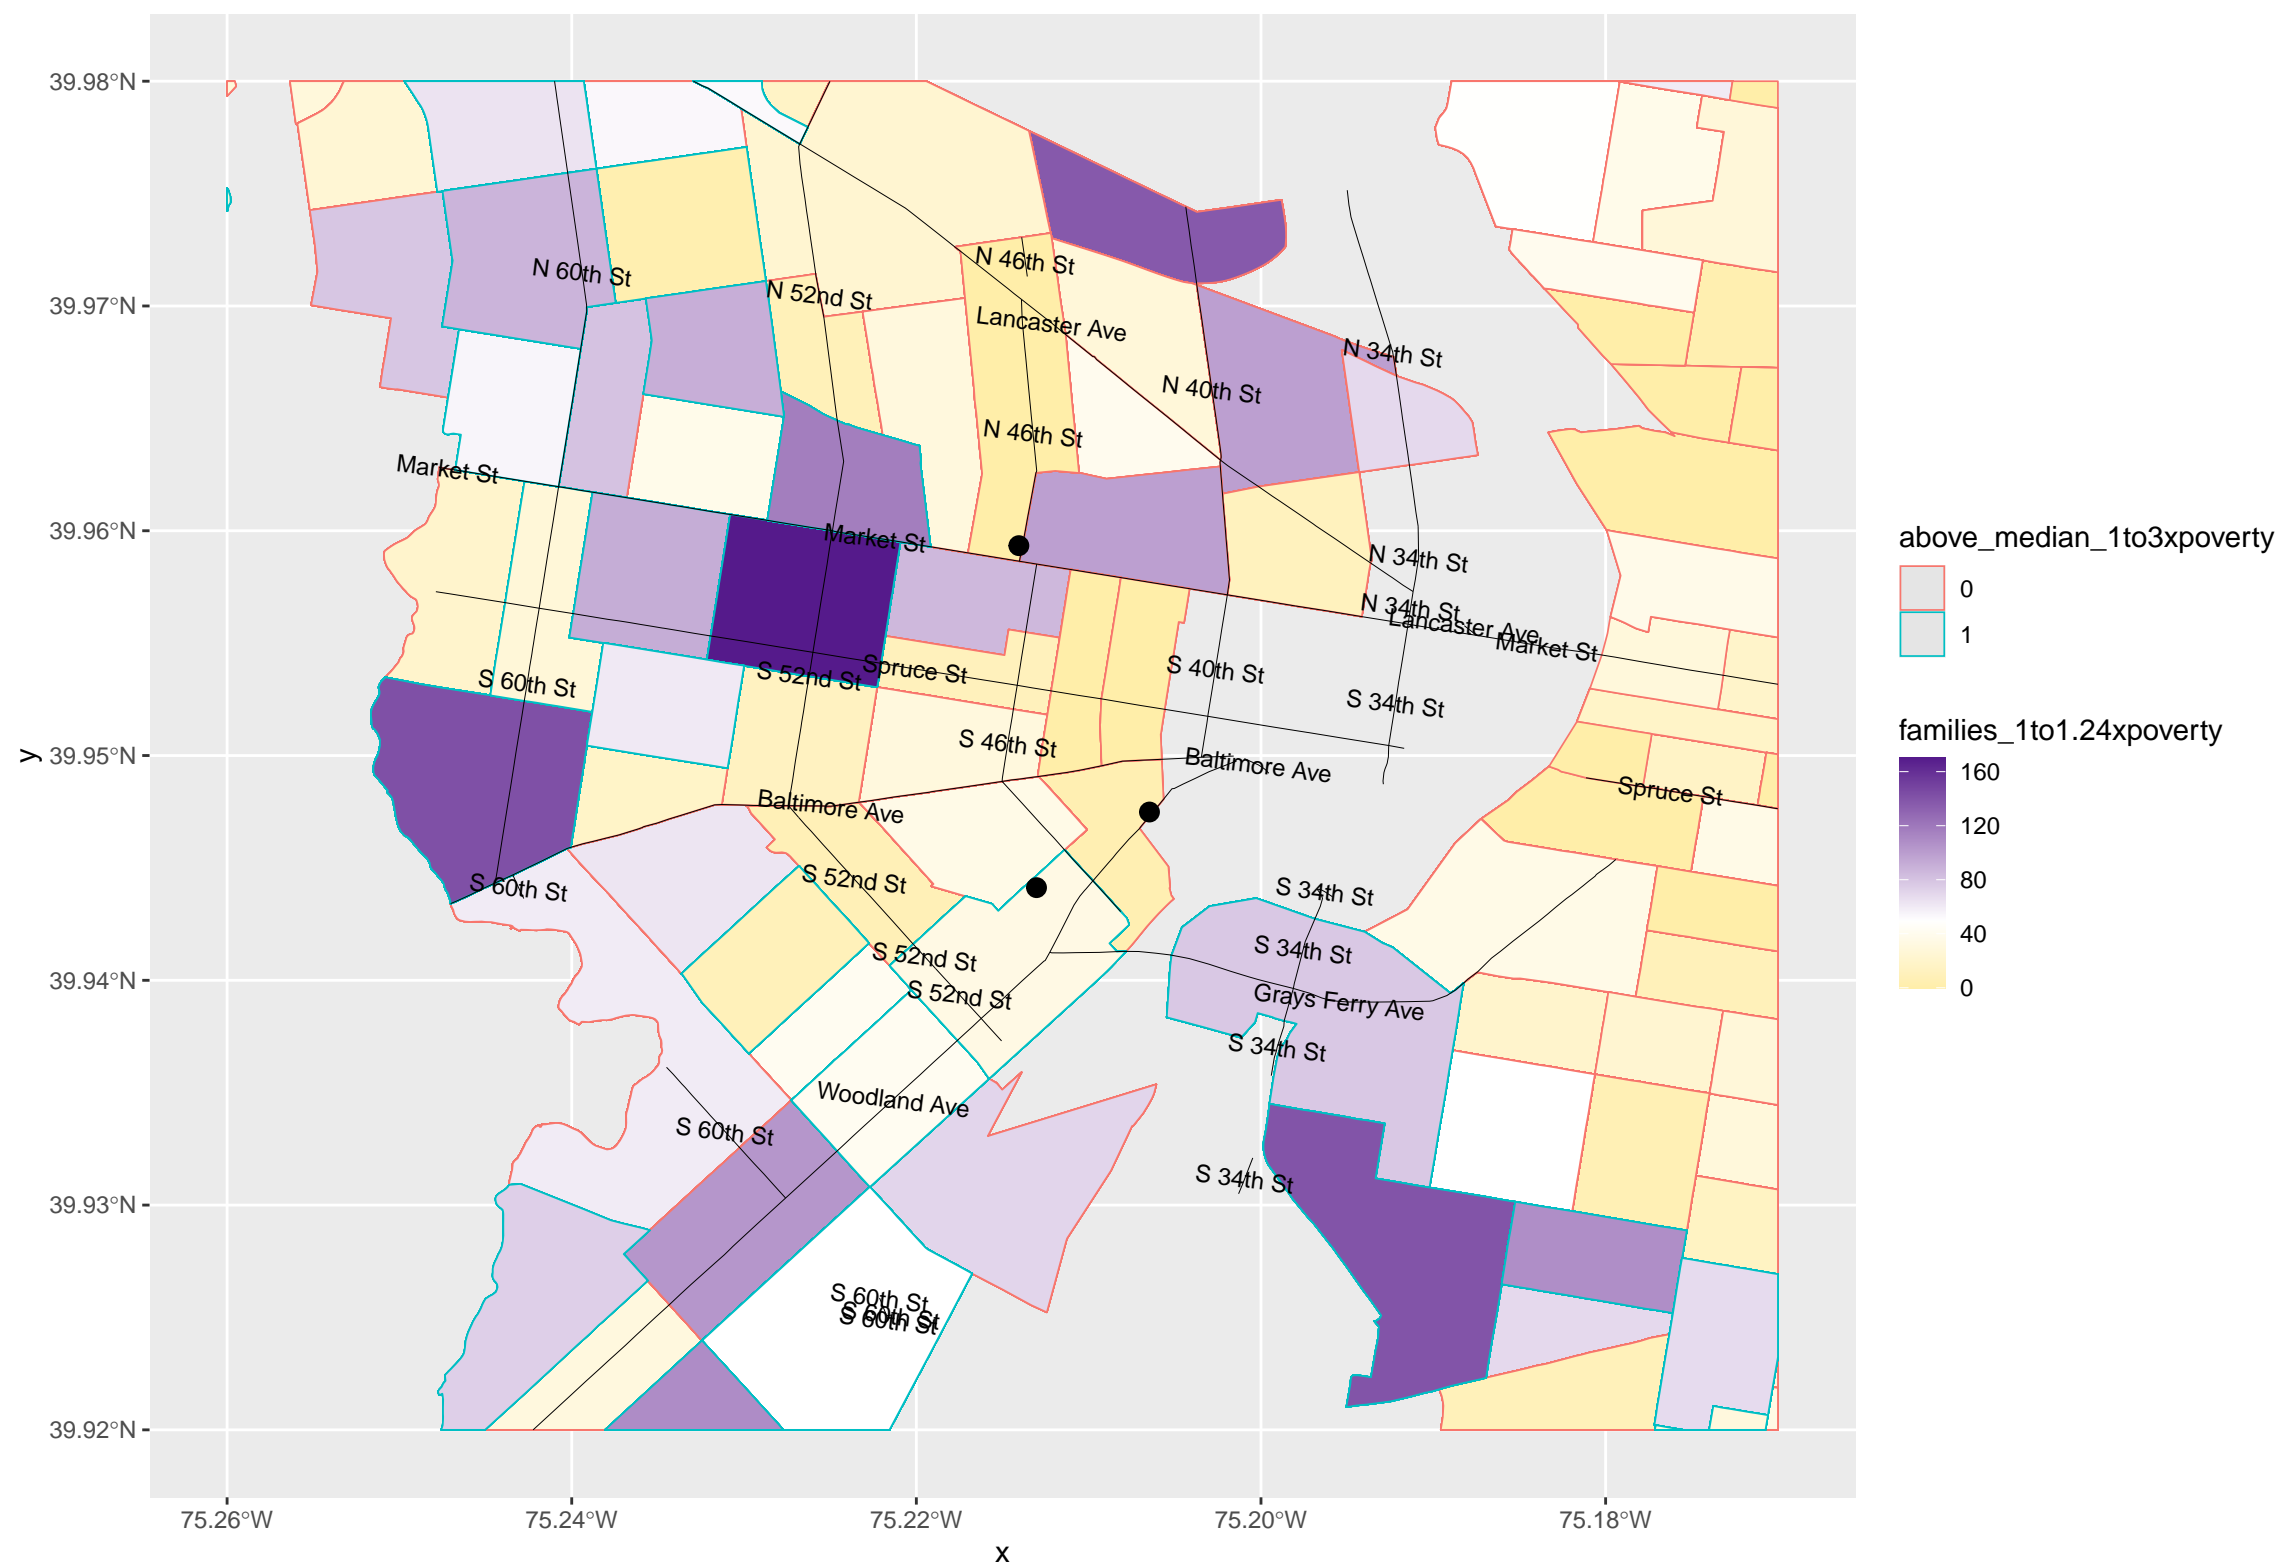 39.98°N
39.97°N
39.96°N
39.95°N
39.94°N
39.93°N
39.92°N
y
N 46th St
N 60th St
N 52nd St
Lancaster Ave
N 34th St
N 40th St
N 46th St
Market St
Market St
N 34th St
N 34th St
Lancaster Ave
Market St
Spruce St
S 40th St
S 52nd St
S 60th St
S 34th St
S 46th St
Baltimore Ave
Spruce St
Baltimore Ave
S 52nd St
S 60th St
S 34th St
S 34th St
S 52nd St
S 52nd St
Grays Ferry Ave
S 34th St
Woodland Ave
S 60th St
S 34th St
S 60th St
S 60th St
S 60th St
75.26°W
75.24°W
75.22°W
75.20°W
75.18°W
x
above_median_1to3xpoverty
0
1
families_1to1.24xpoverty
160
120
80
40
0